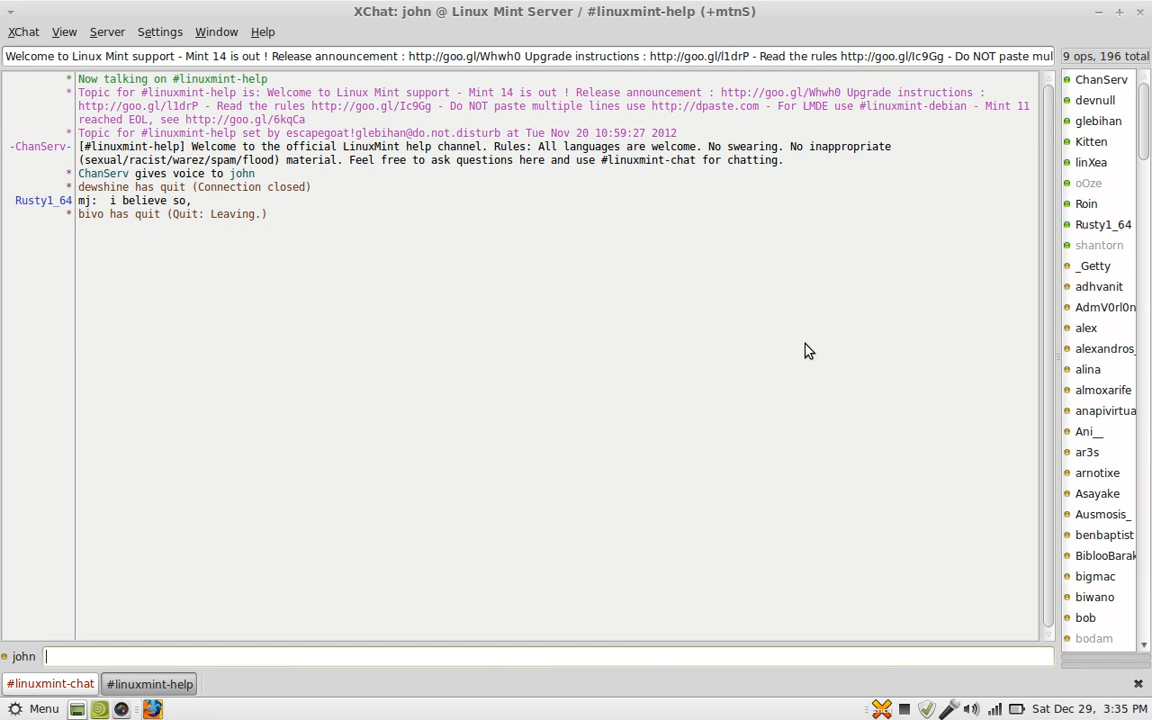 XChat: john @ Linux Mint Server / #linuxmint-help (+mtnS)
XChat View Server Settings Window Help
Welcome to Linux Mint support - Mint 14 is out ! Release announcement : http://goo.gl/Whwh0 Upgrade instructions : http://goo.gl/l1drP - Read the rules http://goo.gl/Ic9Gg - Do NOT paste mul
9 ops, 196 total
* Now talking on #linuxmint-help
* Topic for #linuxmint-help is: Welcome to Linux Mint support - Mint 14 is out ! Release announcement : http://goo.gl/Whwh0 Upgrade instructions :
http://goo.gl/l1drP - Read the rules http://goo.gl/Ic9Gg - Do NOT paste multiple lines use http://dpaste.com - For LMDE use #linuxmint-debian - Mint 11
reached EOL, see http://goo.gl/6kqCa
* Topic for #linuxmint-help set by escapegoat!glebihan@do.not.disturb at Tue Nov 20 10:59:27 2012
-ChanServ- [#linuxmint-help] Welcome to the official LinuxMint help channel. Rules: All languages are welcome. No swearing. No inappropriate
(sexual/racist/warez/spam/flood) material. Feel free to ask questions here and use #linuxmint-chat for chatting.
* ChanServ gives voice to john
* dewshine has quit (Connection closed)
Rusty1_64 mj:  i believe so,
* bivo has quit (Quit: Leaving.)
ChanServ
devnull
glebihan
Kitten
linXea
oOze
Roin
Rusty1_64
shantorn
_Getty
adhvanit
AdmV0rl0n
alex
alexandros_
alina
almoxarife
anapivirtua
Ani__
ar3s
arnotixe
Asayake
Ausmosis_
benbaptist
BiblooBarak
bigmac
biwano
bob
bodam
john
#linuxmint-chat #linuxmint-help
Menu
Sat Dec 29, 3:35 PM